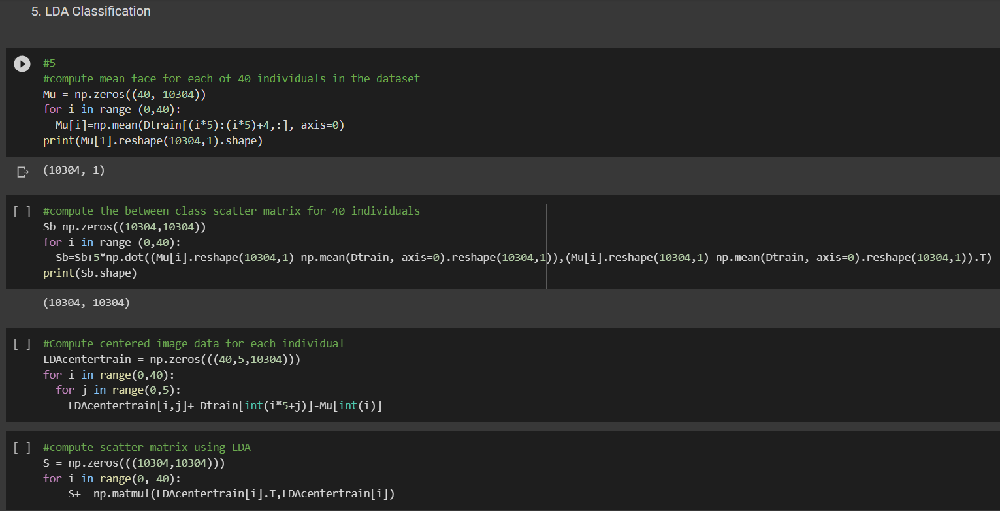 5. LDA Classification
#5
#compute mean face for each of 40 individuals in the dataset
Mu = np.zeros((40, 10304))
for i in range (0,40):
  Mu[i]=np.mean(Dtrain[(i*5):(i*5)+4,:], axis=0)
print(Mu[1].reshape(10304,1).shape)
(10304, 1)
[ ] #compute the between class scatter matrix for 40 individuals
Sb=np.zeros((10304,10304))
for i in range (0,40):
  Sb=Sb+5*np.dot((Mu[i].reshape(10304,1)-np.mean(Dtrain, axis=0).reshape(10304,1)),(Mu[i].reshape(10304,1)-np.mean(Dtrain, axis=0).reshape(10304,1)).T)
print(Sb.shape)
(10304, 10304)
[ ] #Compute centered image data for each individual
LDAcentertrain = np.zeros(((40,5,10304)))
for i in range(0,40):
  for j in range(0,5):
    LDAcentertrain[i,j]+=Dtrain[int(i*5+j)]-Mu[int(i)]
[ ] #compute scatter matrix using LDA
S = np.zeros(((10304,10304)))
for i in range(0, 40):
    S+= np.matmul(LDAcentertrain[i].T,LDAcentertrain[i])